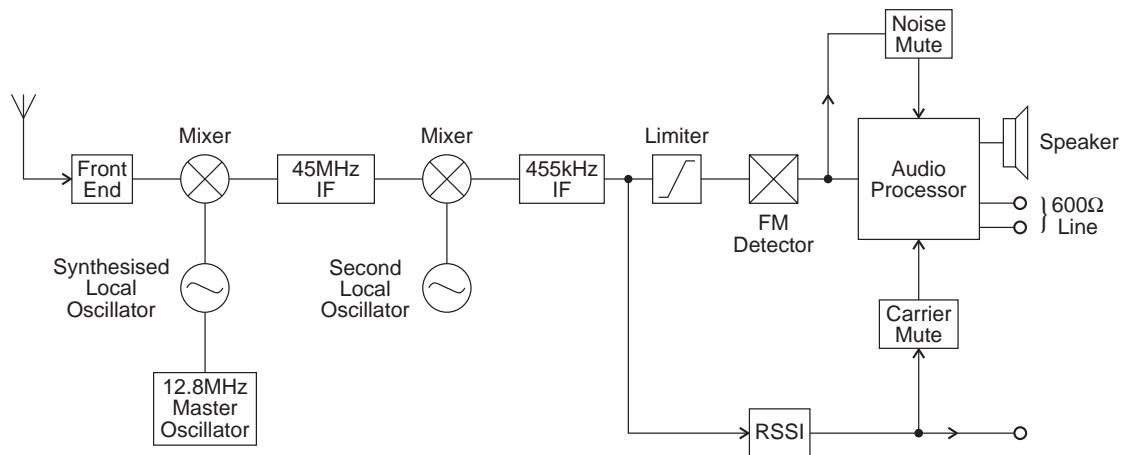 Noise
Mute
Mixer
Mixer
Limiter
Speaker
Front
End
45MHz
IF
455kHz
IF
Audio
Processor
600Ω
Line
FM
Detector
Synthesised
Local
Oscillator
Second
Local
Oscillator
Carrier
Mute
12.8MHz
Master
Oscillator
RSSI